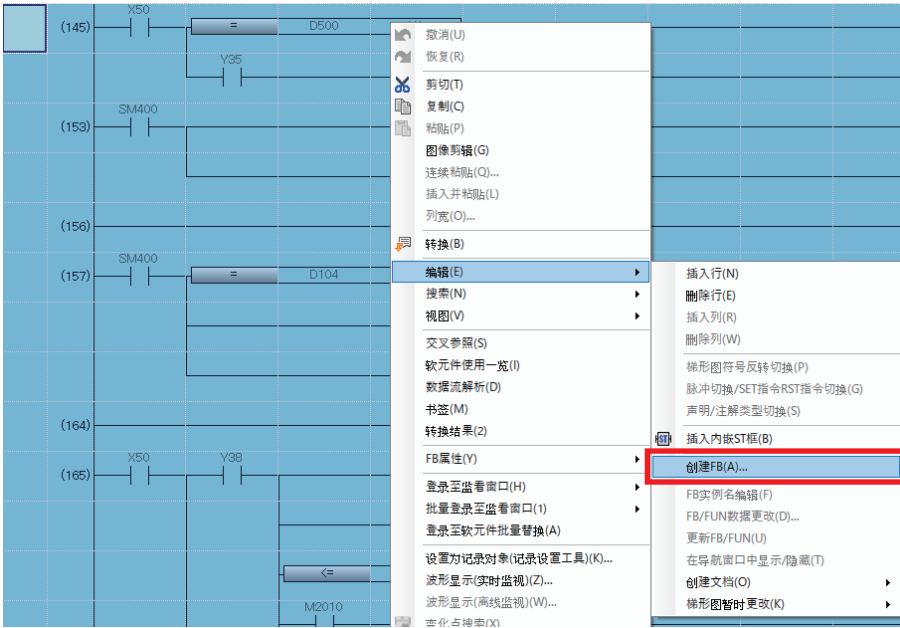 X50
(145)
=
D500
Y35
SM400
(153)
(156)
SM400
(157)
=
D104
(164)
X50
Y38
(165)
<=
M2010
撤消(U)
恢复(R)
剪切(T)
复制(C)
粘贴(P)
图像剪辑(G)
连续粘贴(Q)...
插入并粘贴(L)
列宽(O)...
转换(B)
编辑(E)
搜索(N)
视图(V)
交叉参照(S)
软元件使用一览(I)
数据流解析(D)
书签(M)
转换结果(2)
FB属性(Y)
登录至监看窗口(H)
批量登录至监看窗口(1)
登录至软元件批量替换(A)
设置为记录对象(记录设置工具)(K)...
波形显示(实时监视)(Z)...
波形显示(离线监视)(W)...
变化点搜索(X)
插入行(N)
删除行(E)
插入列(R)
删除列(W)
梯形图符号反转切换(P)
脉冲切换/SET指令RST指令切换(G)
声明/注解类型切换(S)
ST
插入内嵌ST框(B)
创建FB(A)...
FB实例名编辑(F)
FB/FUN数据更改(D)...
更新FB/FUN(U)
在导航窗口中显示/隐藏(T)
创建文档(O)
梯形图暂时更改(K)